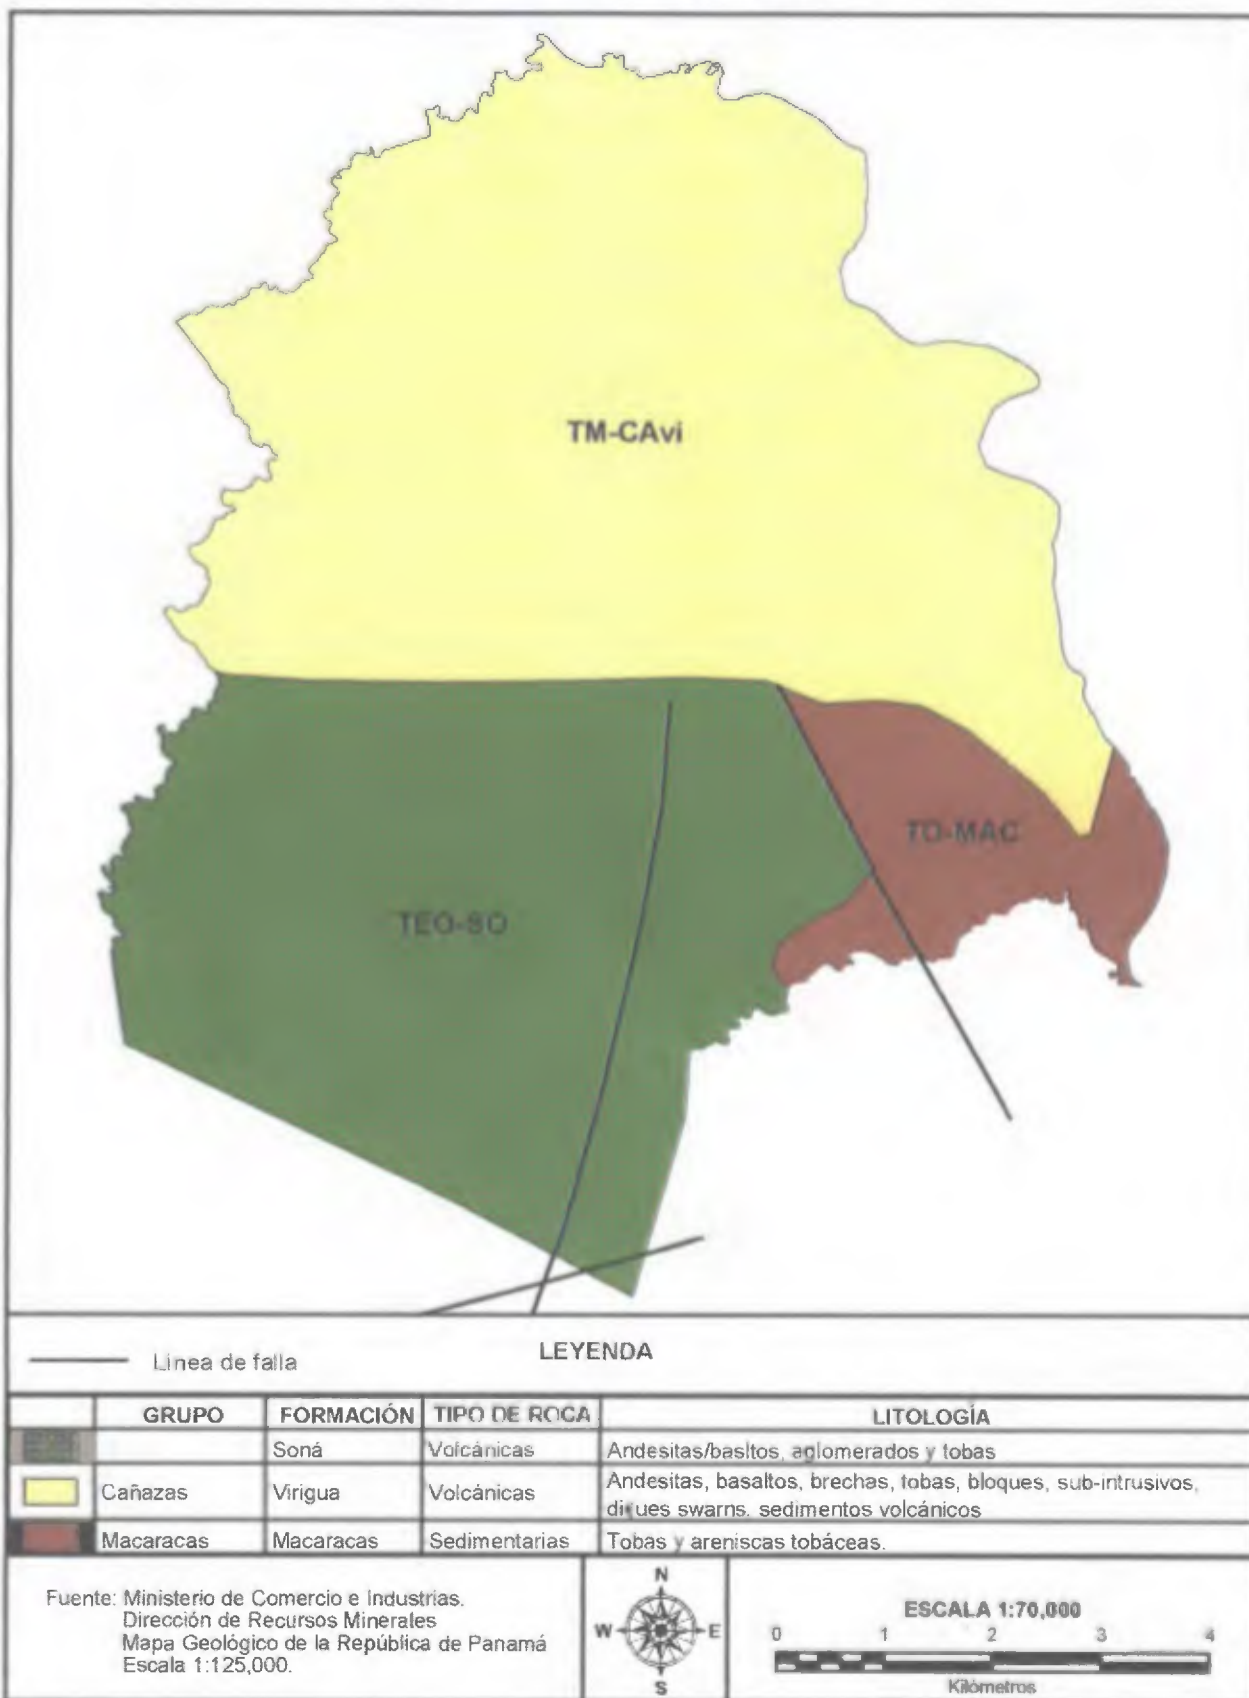 TM-CAvi
TO-MAC
TEO-SO
LEYENDA
Linea de falla
GRUPO FORMACIÓN TIPO DE ROCA LITOLOGÍA
Soná Volcánicas Andesitas/basltos, aglomerados y tobas
Cañazas Virigua Volcánicas Andesitas, basaltos, brechas, tobas, bloques, sub-intrusivos,
diques swarns. sedimentos volcánicos
Macaracas Macaracas Sedimentarias Tobas y areniscas tobáceas.
Fuente: Ministerio de Comercio e Industrias.
Dirección de Recursos Minerales
Mapa Geológico de la República de Panamá
Escala 1:125,000.
N
W E
S
ESCALA 1:70,000
0 1 2 3 4
Kilómetros